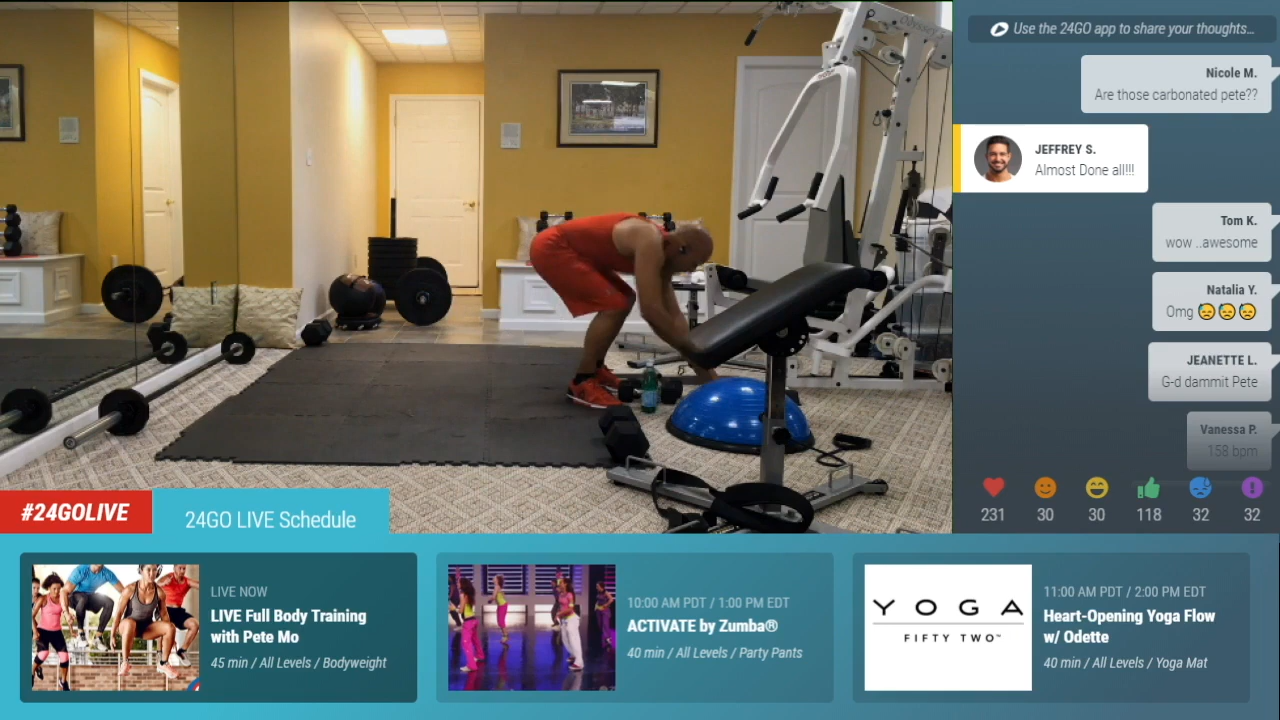 Use the 24GO app to share your thoughts...
Nicole M.
Are those carbonated pete??
JEFFREY S.
Almost Done all!!!
Tom K.
wow ..awesome
Natalia Y.
Omg 😞😞😞
JEANETTE L.
G-d dammit Pete
Vanessa P.
158 bpm
231 30 30 118 32 32
#24GOLIVE
24GO LIVE Schedule
LIVE NOW
LIVE Full Body Training
with Pete Mo
45 min / All Levels / Bodyweight
10:00 AM PDT / 1:00 PM EDT
ACTIVATE by Zumba®
40 min / All Levels / Party Pants
YOGA
FIFTY TWO™
11:00 AM PDT / 2:00 PM EDT
Heart-Opening Yoga Flow
w/ Odette
40 min / All Levels / Yoga Mat